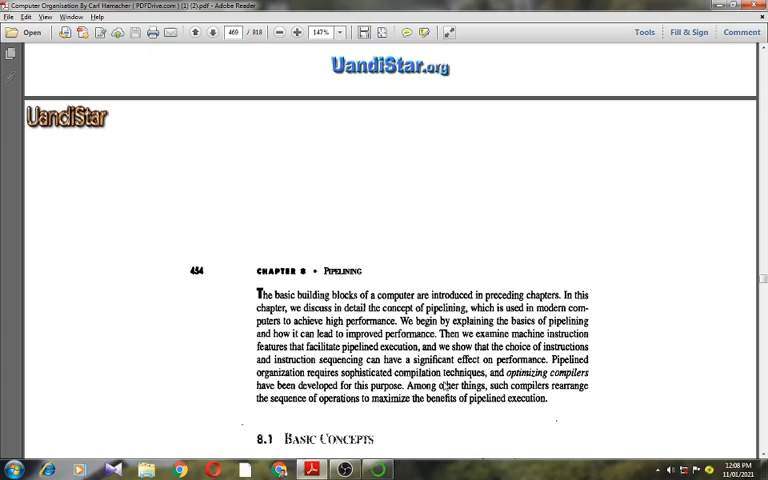 Computer Organisation By Carl Hamacher ( PDFDrive.com ) (1) (2).pdf - Adobe Reader
File Edit View Window Help
Open 469 / 818 147% Tools Fill & Sign Comment
UandiStar.org
UandiStar
454 CHAPTER 8 • PIPELINING
The basic building blocks of a computer are introduced in preceding chapters. In this
chapter, we discuss in detail the concept of pipelining, which is used in modern com-
puters to achieve high performance. We begin by explaining the basics of pipelining
and how it can lead to improved performance. Then we examine machine instruction
features that facilitate pipelined execution, and we show that the choice of instructions
and instruction sequencing can have a significant effect on performance. Pipelined
organization requires sophisticated compilation techniques, and optimizing compilers
have been developed for this purpose. Among other things, such compilers rearrange
the sequence of operations to maximize the benefits of pipelined execution.
8.1 BASIC CONCEPTS
12:08 PM
11/01/2021